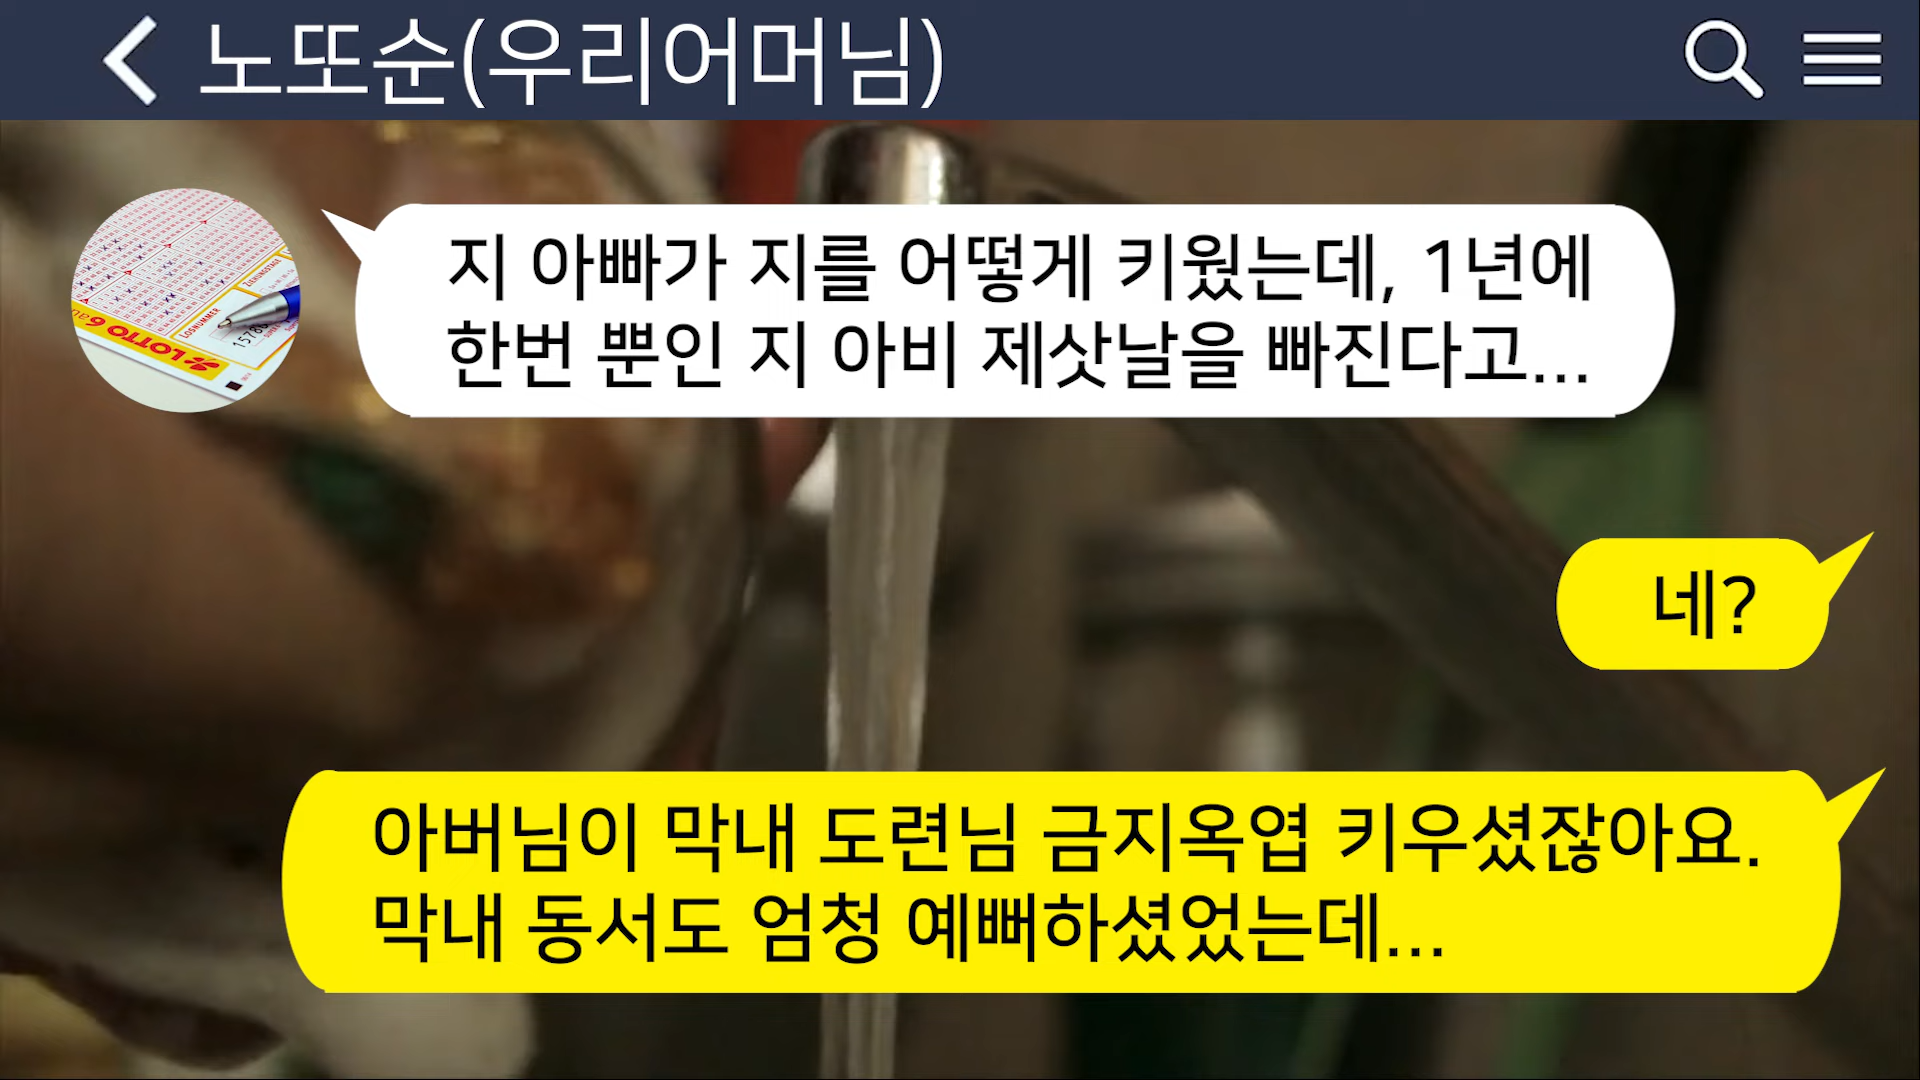 노또순(우리어머님)
지 아빠가 지를 어떻게 키웠는데, 1년에
한번 뿐인 지 아비 제삿날을 빠진다고...
LOTTO 6au
LOSNUMMER
네?
아버님이 막내 도련님 금지옥엽 키우셨잖아요.
막내 동서도 엄청 예뻐하셨었는데...